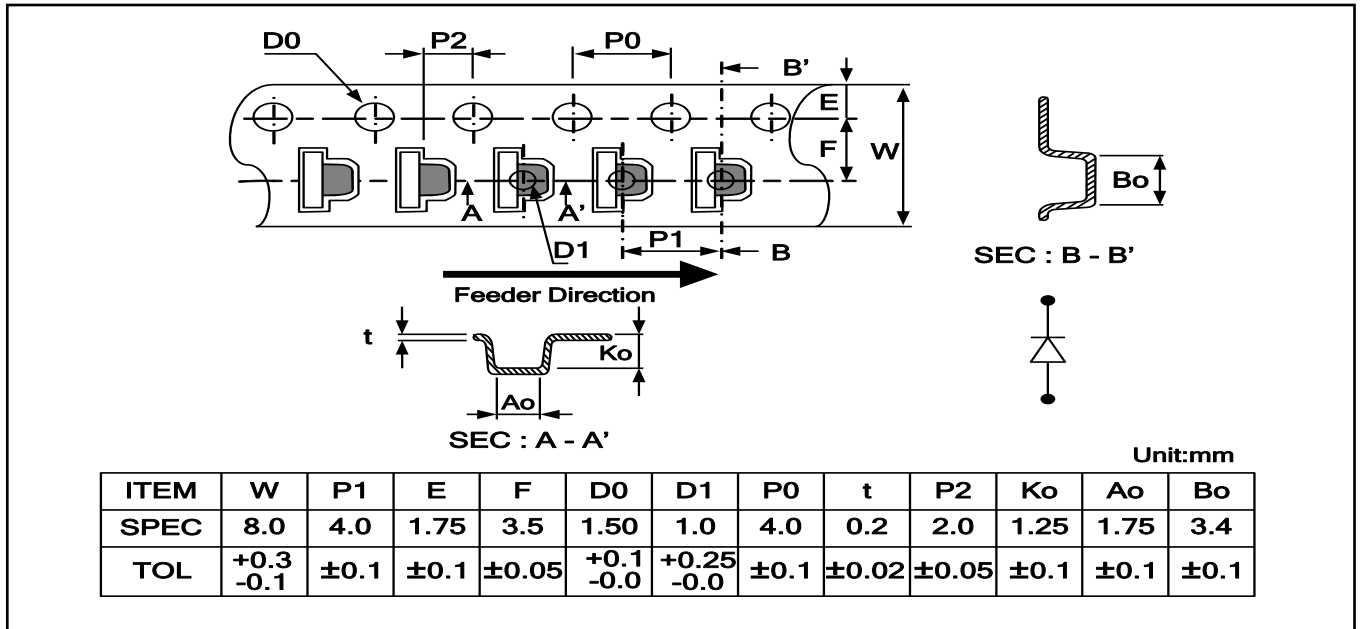 D0
P2
P0
B'
E
F
W
A
A'
D1
P1
B
Feeder Direction
Bo
SEC : B - B'
t
Ko
Ao
SEC : A - A'
Unit:mm
ITEM W P1 E F D0 D1 P0 t P2 Ko Ao Bo
SPEC 8.0 4.0 1.75 3.5 1.50 1.0 4.0 0.2 2.0 1.25 1.75 3.4
TOL +0.3 -0.1 ±0.1 ±0.1 ±0.05 +0.1 -0.0 +0.25 -0.0 ±0.1 ±0.02 ±0.05 ±0.1 ±0.1 ±0.1